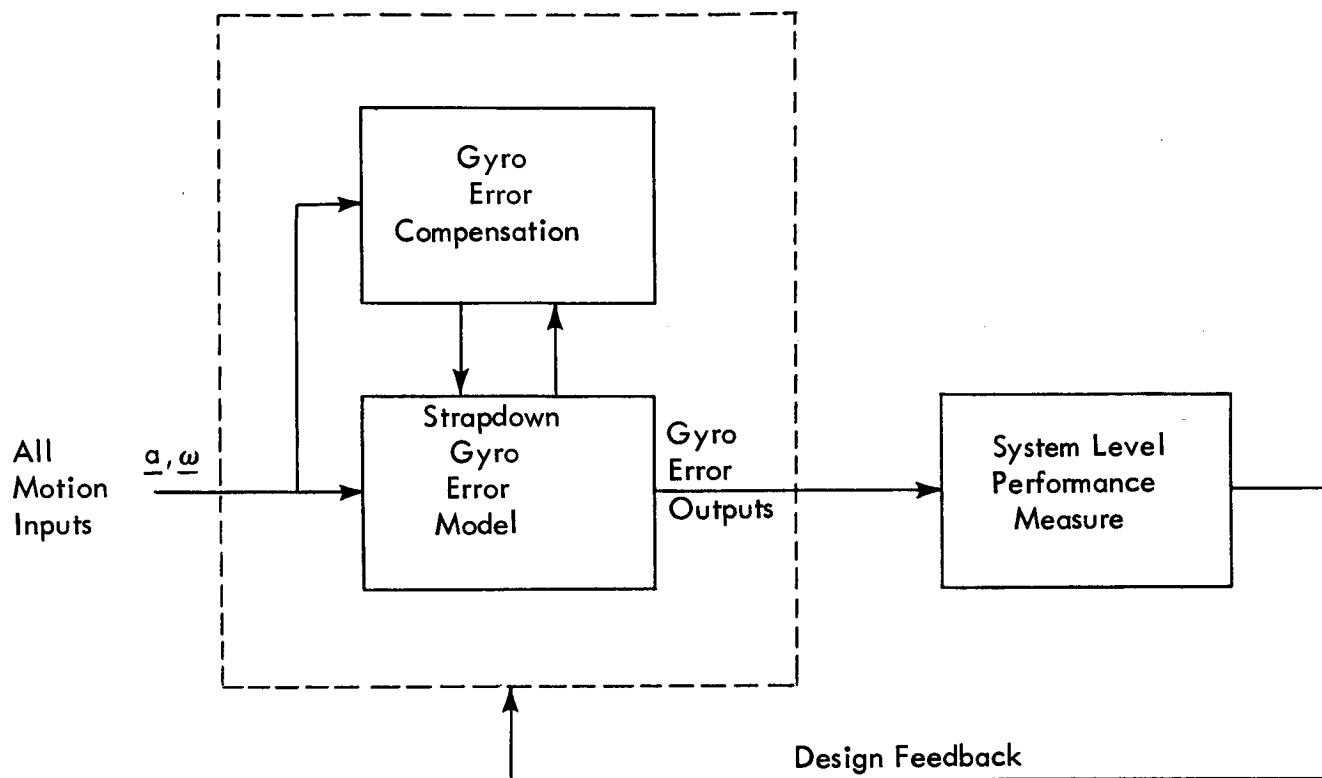 Gyro
Error
Compensation
All
Motion
Inputs
a, ω
Strapdown
Gyro
Error
Model
Gyro
Error
Outputs
System Level
Performance
Measure
Design Feedback